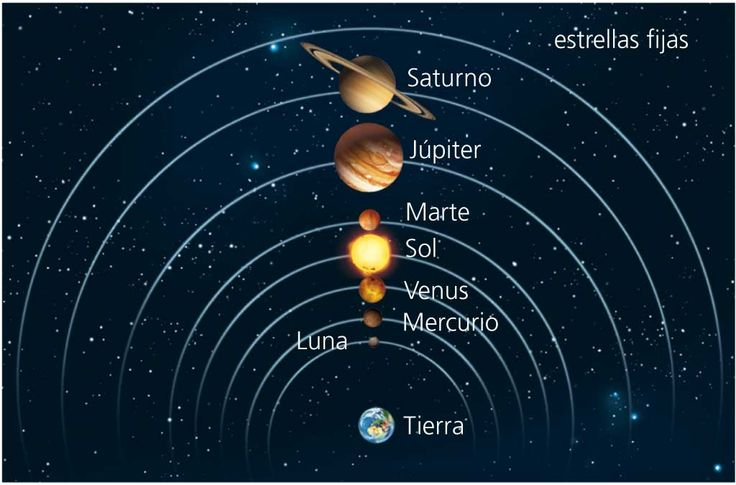 estrellas fijas
Saturno
Júpiter
Marte
Sol
Venus
Mercurio
Luna
Tierra